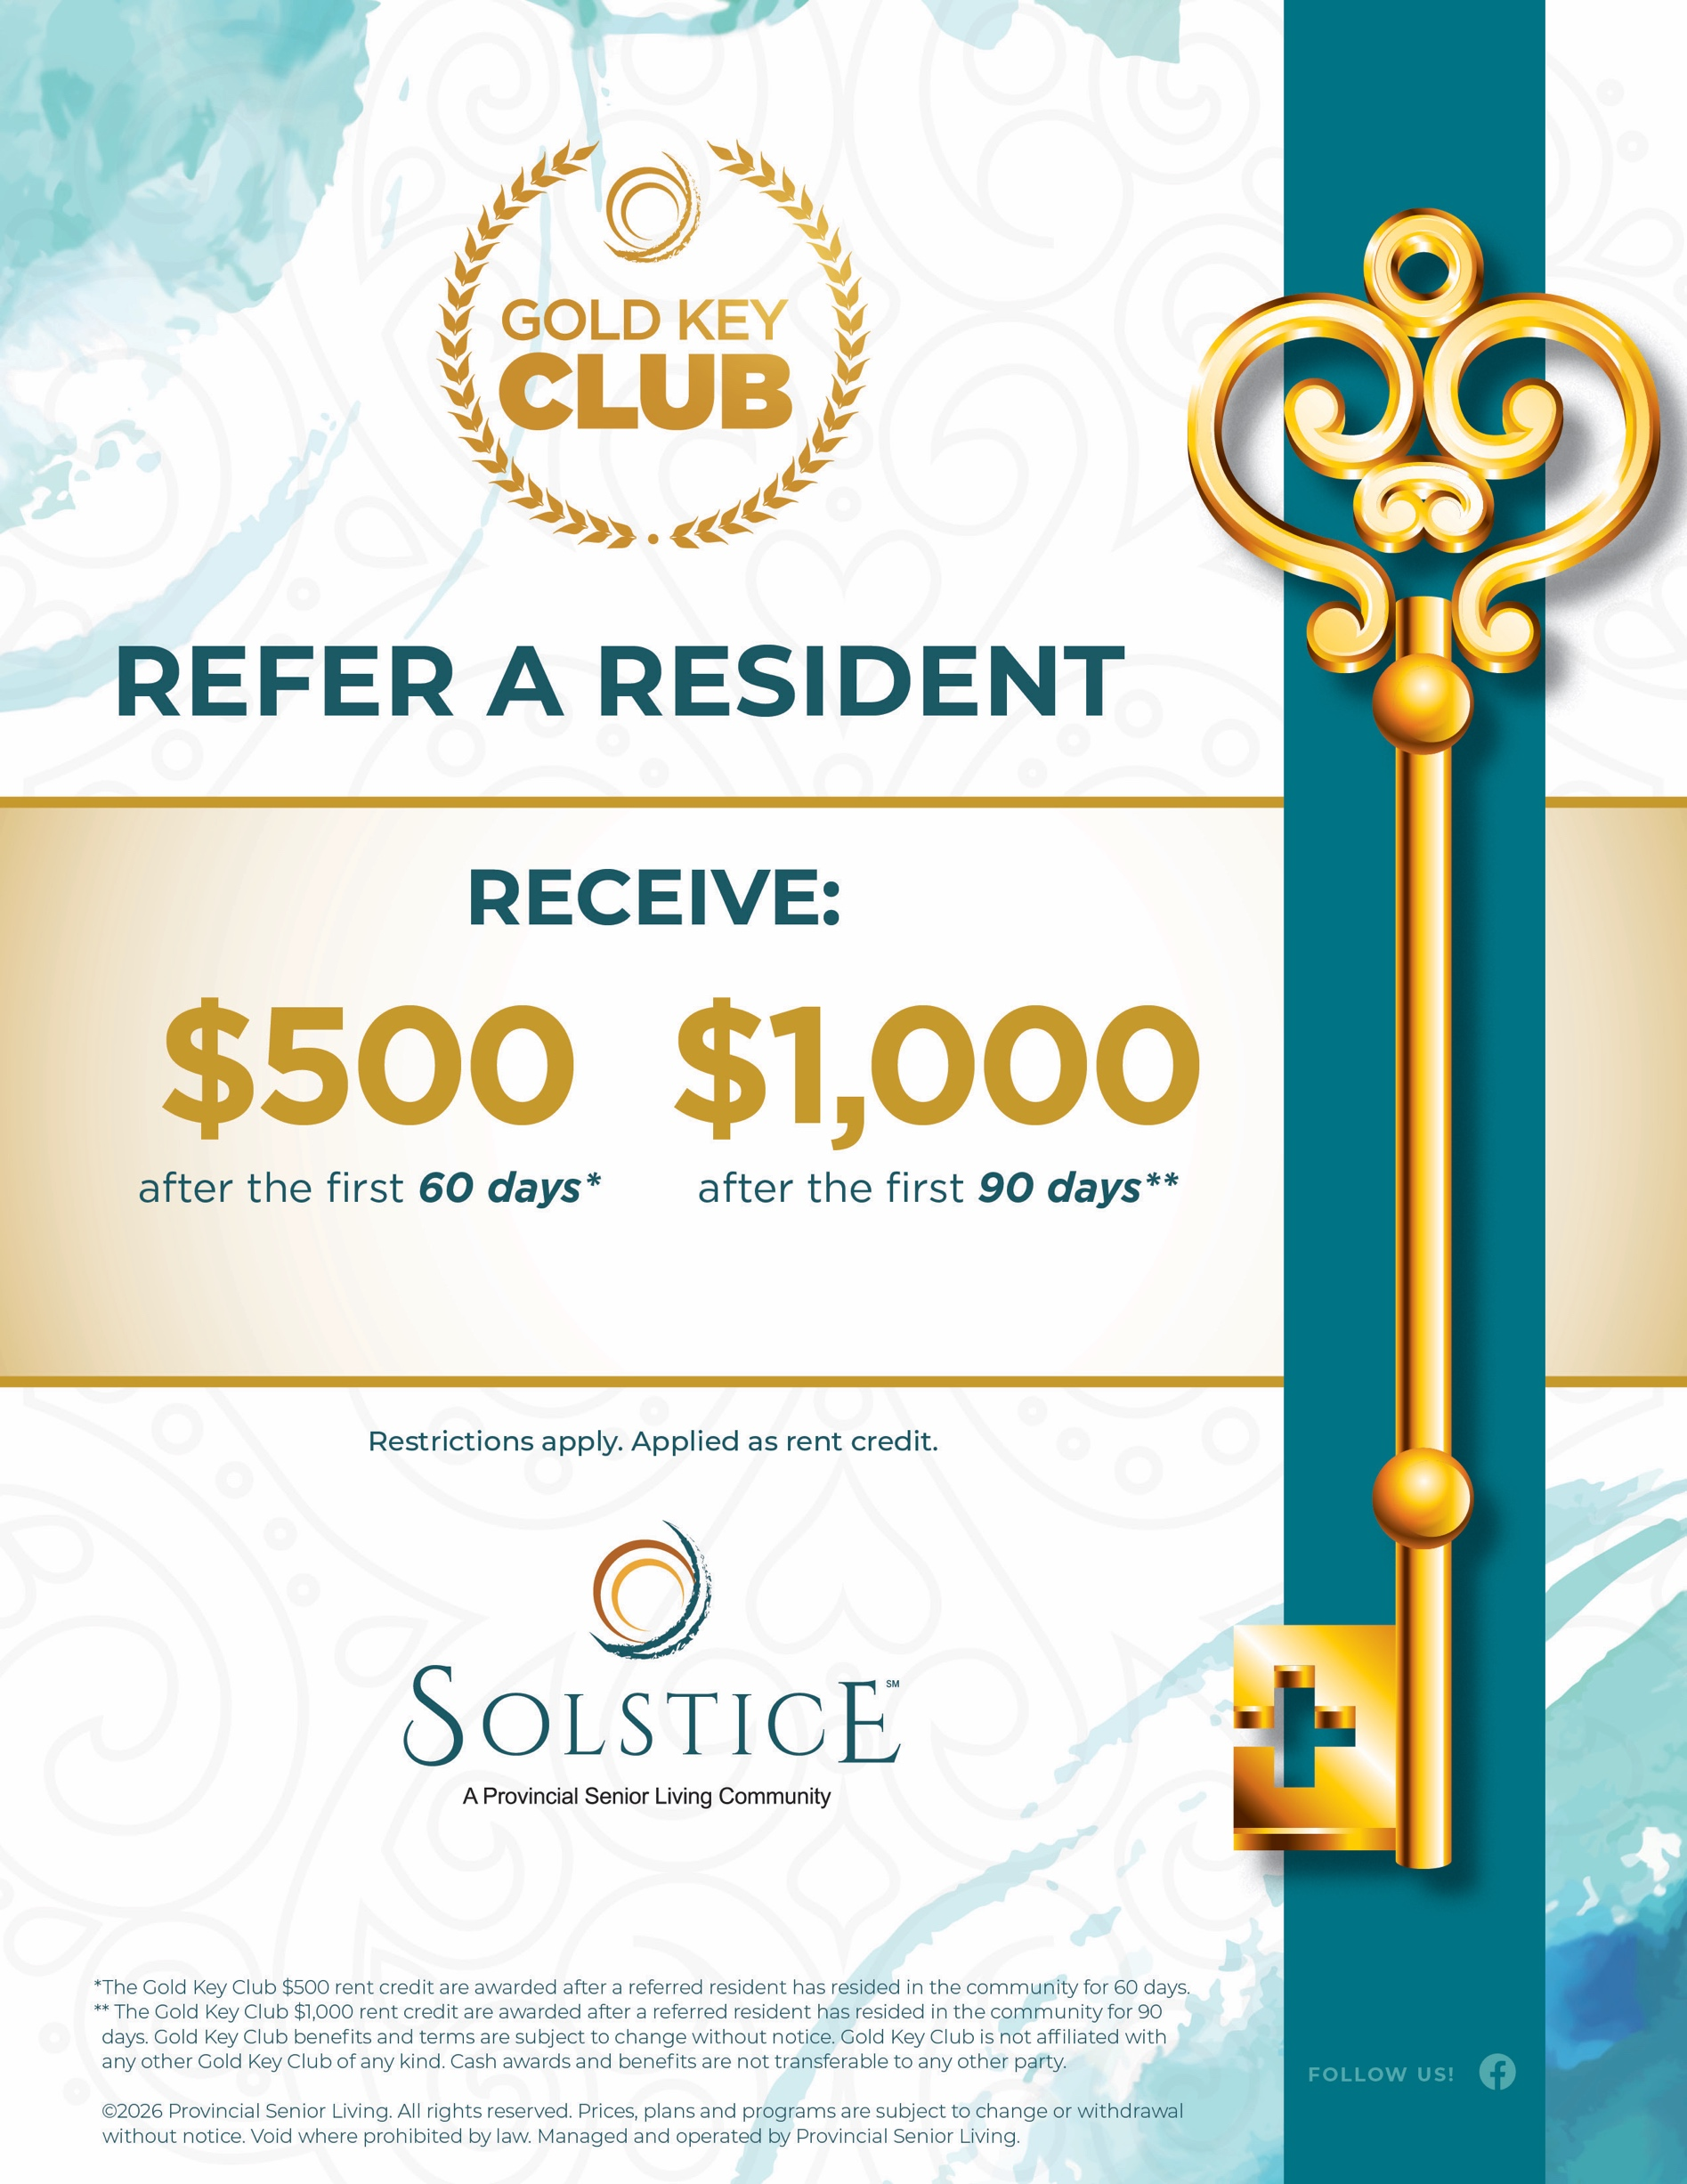 GOLD KEY
CLUB
REFER A RESIDENT
RECEIVE:
$500 $1,000
after the first 60 days* after the first 90 days**
Restrictions apply. Applied as rent credit.
SOLSTICE℠
A Provincial Senior Living Community
*The Gold Key Club $500 rent credit are awarded after a referred resident has resided in the community for 60 days.
** The Gold Key Club $1,000 rent credit are awarded after a referred resident has resided in the community for 90
days. Gold Key Club benefits and terms are subject to change without notice. Gold Key Club is not affiliated with
any other Gold Key Club of any kind. Cash awards and benefits are not transferable to any other party.
FOLLOW US!
©2026 Provincial Senior Living. All rights reserved. Prices, plans and programs are subject to change or withdrawal
without notice. Void where prohibited by law. Managed and operated by Provincial Senior Living.